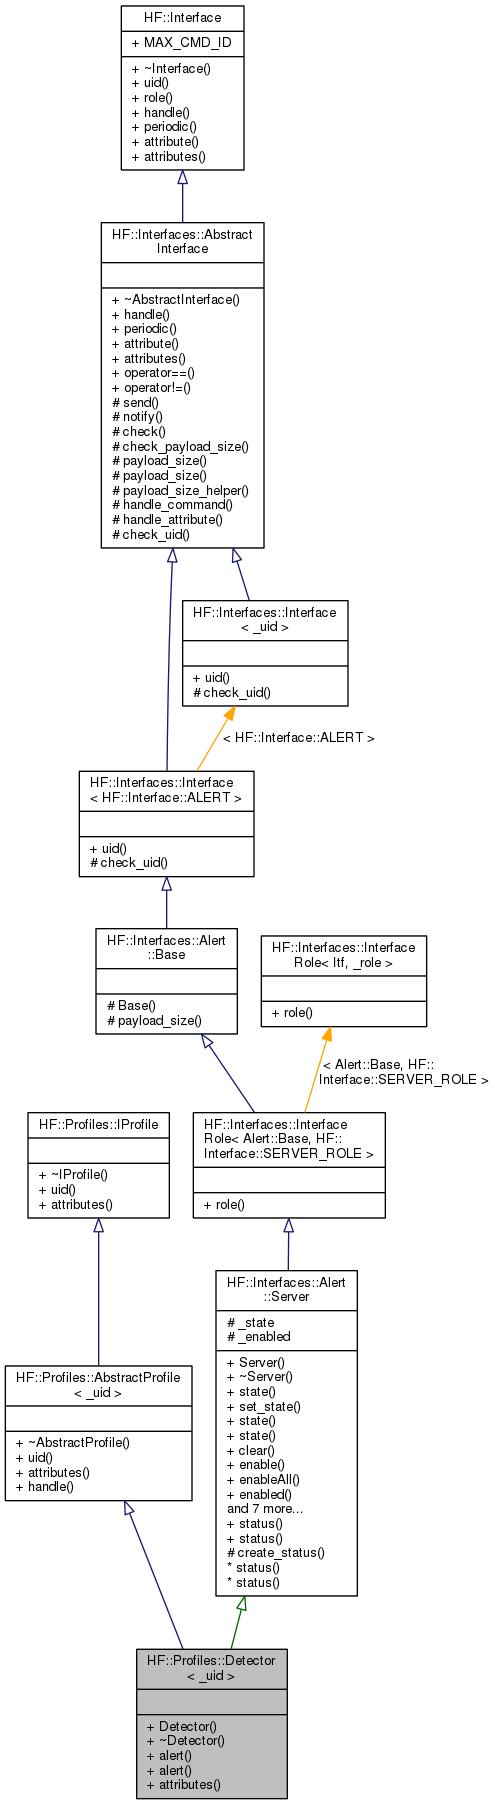 HF::Interface
+ MAX_CMD_ID
+ ~Interface()
+ uid()
+ role()
+ handle()
+ periodic()
+ attribute()
+ attributes()
HF::Interfaces::Abstract
Interface
+ ~AbstractInterface()
+ handle()
+ periodic()
+ attribute()
+ attributes()
+ operator==()
+ operator!=()
# send()
# notify()
# check()
# check_payload_size()
# payload_size()
# payload_size()
# payload_size_helper()
# handle_command()
# handle_attribute()
# check_uid()
HF::Interfaces::Interface
< _uid >
+ uid()
# check_uid()
< HF::Interface::ALERT >
HF::Interfaces::Interface
< HF::Interface::ALERT >
+ uid()
# check_uid()
HF::Interfaces::Alert
::Base
# Base()
# payload_size()
HF::Interfaces::Interface
Role< Itf, _role >
+ role()
< Alert::Base, HF::
Interface::SERVER_ROLE >
HF::Profiles::IProfile
+ ~IProfile()
+ uid()
+ attributes()
HF::Interfaces::Interface
Role< Alert::Base, HF::
Interface::SERVER_ROLE >
+ role()
HF::Interfaces::Alert
::Server
# _state
# _enabled
+ Server()
+ ~Server()
+ state()
+ set_state()
+ state()
+ state()
+ clear()
+ enable()
+ enableAll()
+ enabled()
and 7 more...
+ status()
+ status()
# create_status()
* status()
* status()
HF::Profiles::AbstractProfile
< _uid >
+ ~AbstractProfile()
+ uid()
+ attributes()
+ handle()
HF::Profiles::Detector
< _uid >
+ Detector()
+ ~Detector()
+ alert()
+ alert()
+ attributes()